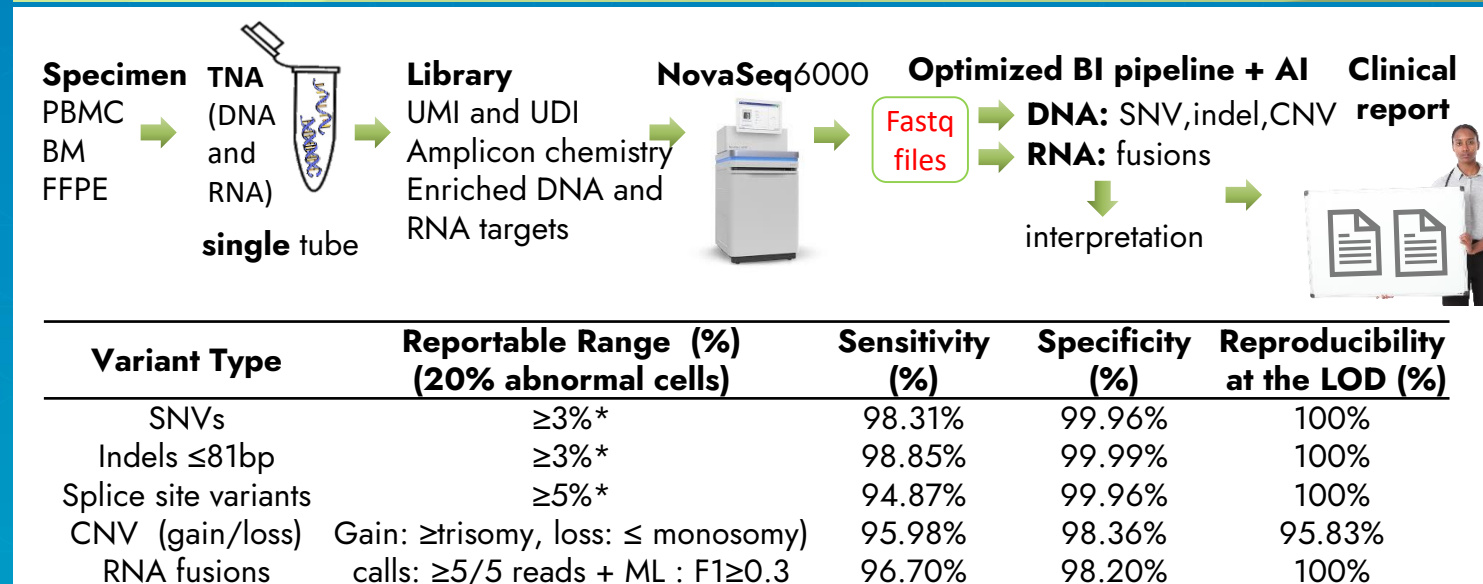 Specimen
PBMC
BM
FFPE
TNA
(DNA
and
RNA)
single tube
Library
UMI and UDI
Amplicon chemistry
Enriched DNA and
RNA targets
NovaSeq6000
Optimized BI pipeline + AI
Fastq
files
DNA: SNV,indel,CNV
RNA: fusions
interpretation
Clinical
report
Variant Type
Reportable Range (%)
(20% abnormal cells)
Sensitivity
(%)
Specificity
(%)
Reproducibility
at the LOD (%)
SNVs ≥3%* 98.31% 99.96% 100%
Indels ≤81bp ≥3%* 98.85% 99.99% 100%
Splice site variants ≥5%* 94.87% 99.96% 100%
CNV (gain/loss) Gain: ≥trisomy, loss: ≤ monosomy) 95.98% 98.36% 95.83%
RNA fusions calls: ≥5/5 reads + ML : F1≥0.3 96.70% 98.20% 100%